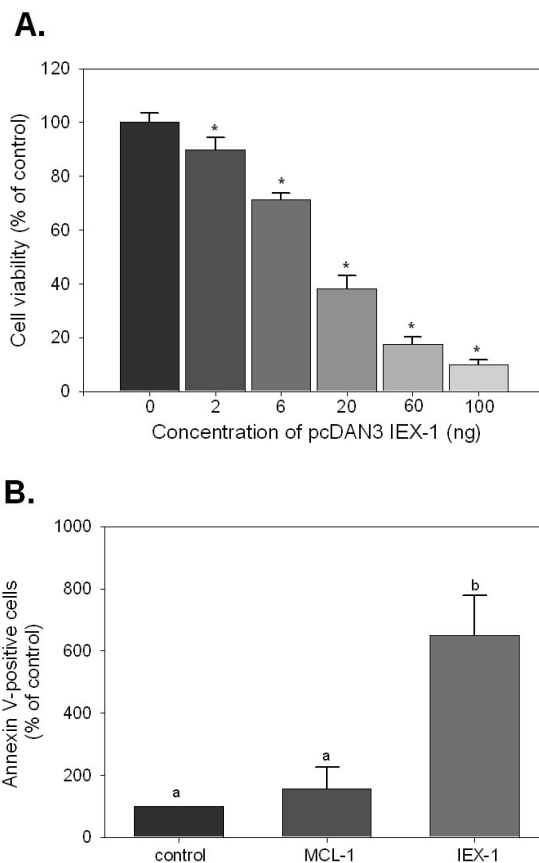 A.
120
100
80
60
40
20
0
Cell viability (% of control)
*
*
*
*
*
0 2 6 20 60 100
Concentration of pcDAN3 IEX-1 (ng)
B.
1000
800
600
400
200
0
Annexin V-positive cells
(% of control)
a
a
b
control MCL-1 IEX-1